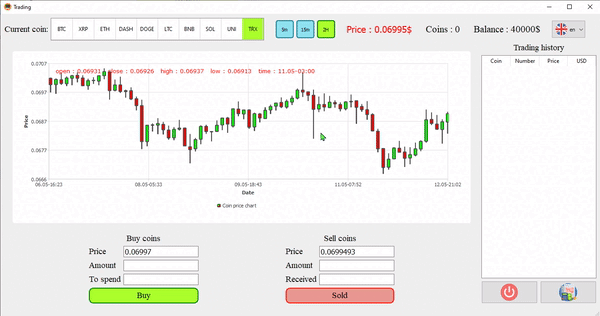 Trading
Current coin: BTC XRP ETH DASH DOGE LTC BNB SOL UNI TRX 5m 15m 1H Price : 0.06995$ Coins : 0 Balance : 40000$ en
Trading history
Coin Number Price USD
open : 0.06931 close : 0.06926 high : 0.06937 low : 0.06913 time : 11.05-03:00
0.0707
0.0697
0.0687
0.0677
0.0666
Price
06.05-16:23 08.05-05:33 09.05-18:43 11.05-07:52 12.05-21:02
Date
Coin price chart
Buy coins
Price 0.06997
Amount
To spend
Buy
Sell coins
Price 0.0699493
Amount
Received
Sold